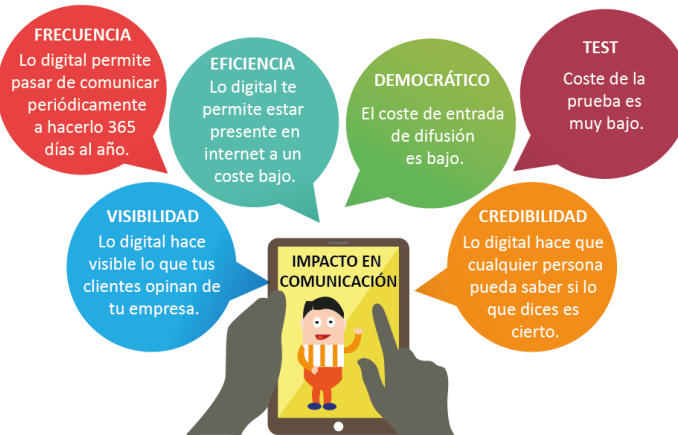 FRECUENCIA
Lo digital permite
pasar de comunicar
periódicamente
a hacerlo 365
días al año.
EFICIENCIA
Lo digital te
permite estar
presente en
internet a un
coste bajo.
DEMOCRÁTICO
El coste de entrada
de difusión
es bajo.
TEST
Coste de la
prueba es
muy bajo.
VISIBILIDAD
Lo digital hace
visible lo que tus
clientes opinan de
tu empresa.
CREDIBILIDAD
Lo digital hace que
cualquier persona
pueda saber si lo
que dices es
cierto.
IMPACTO EN
COMUNICACIÓN